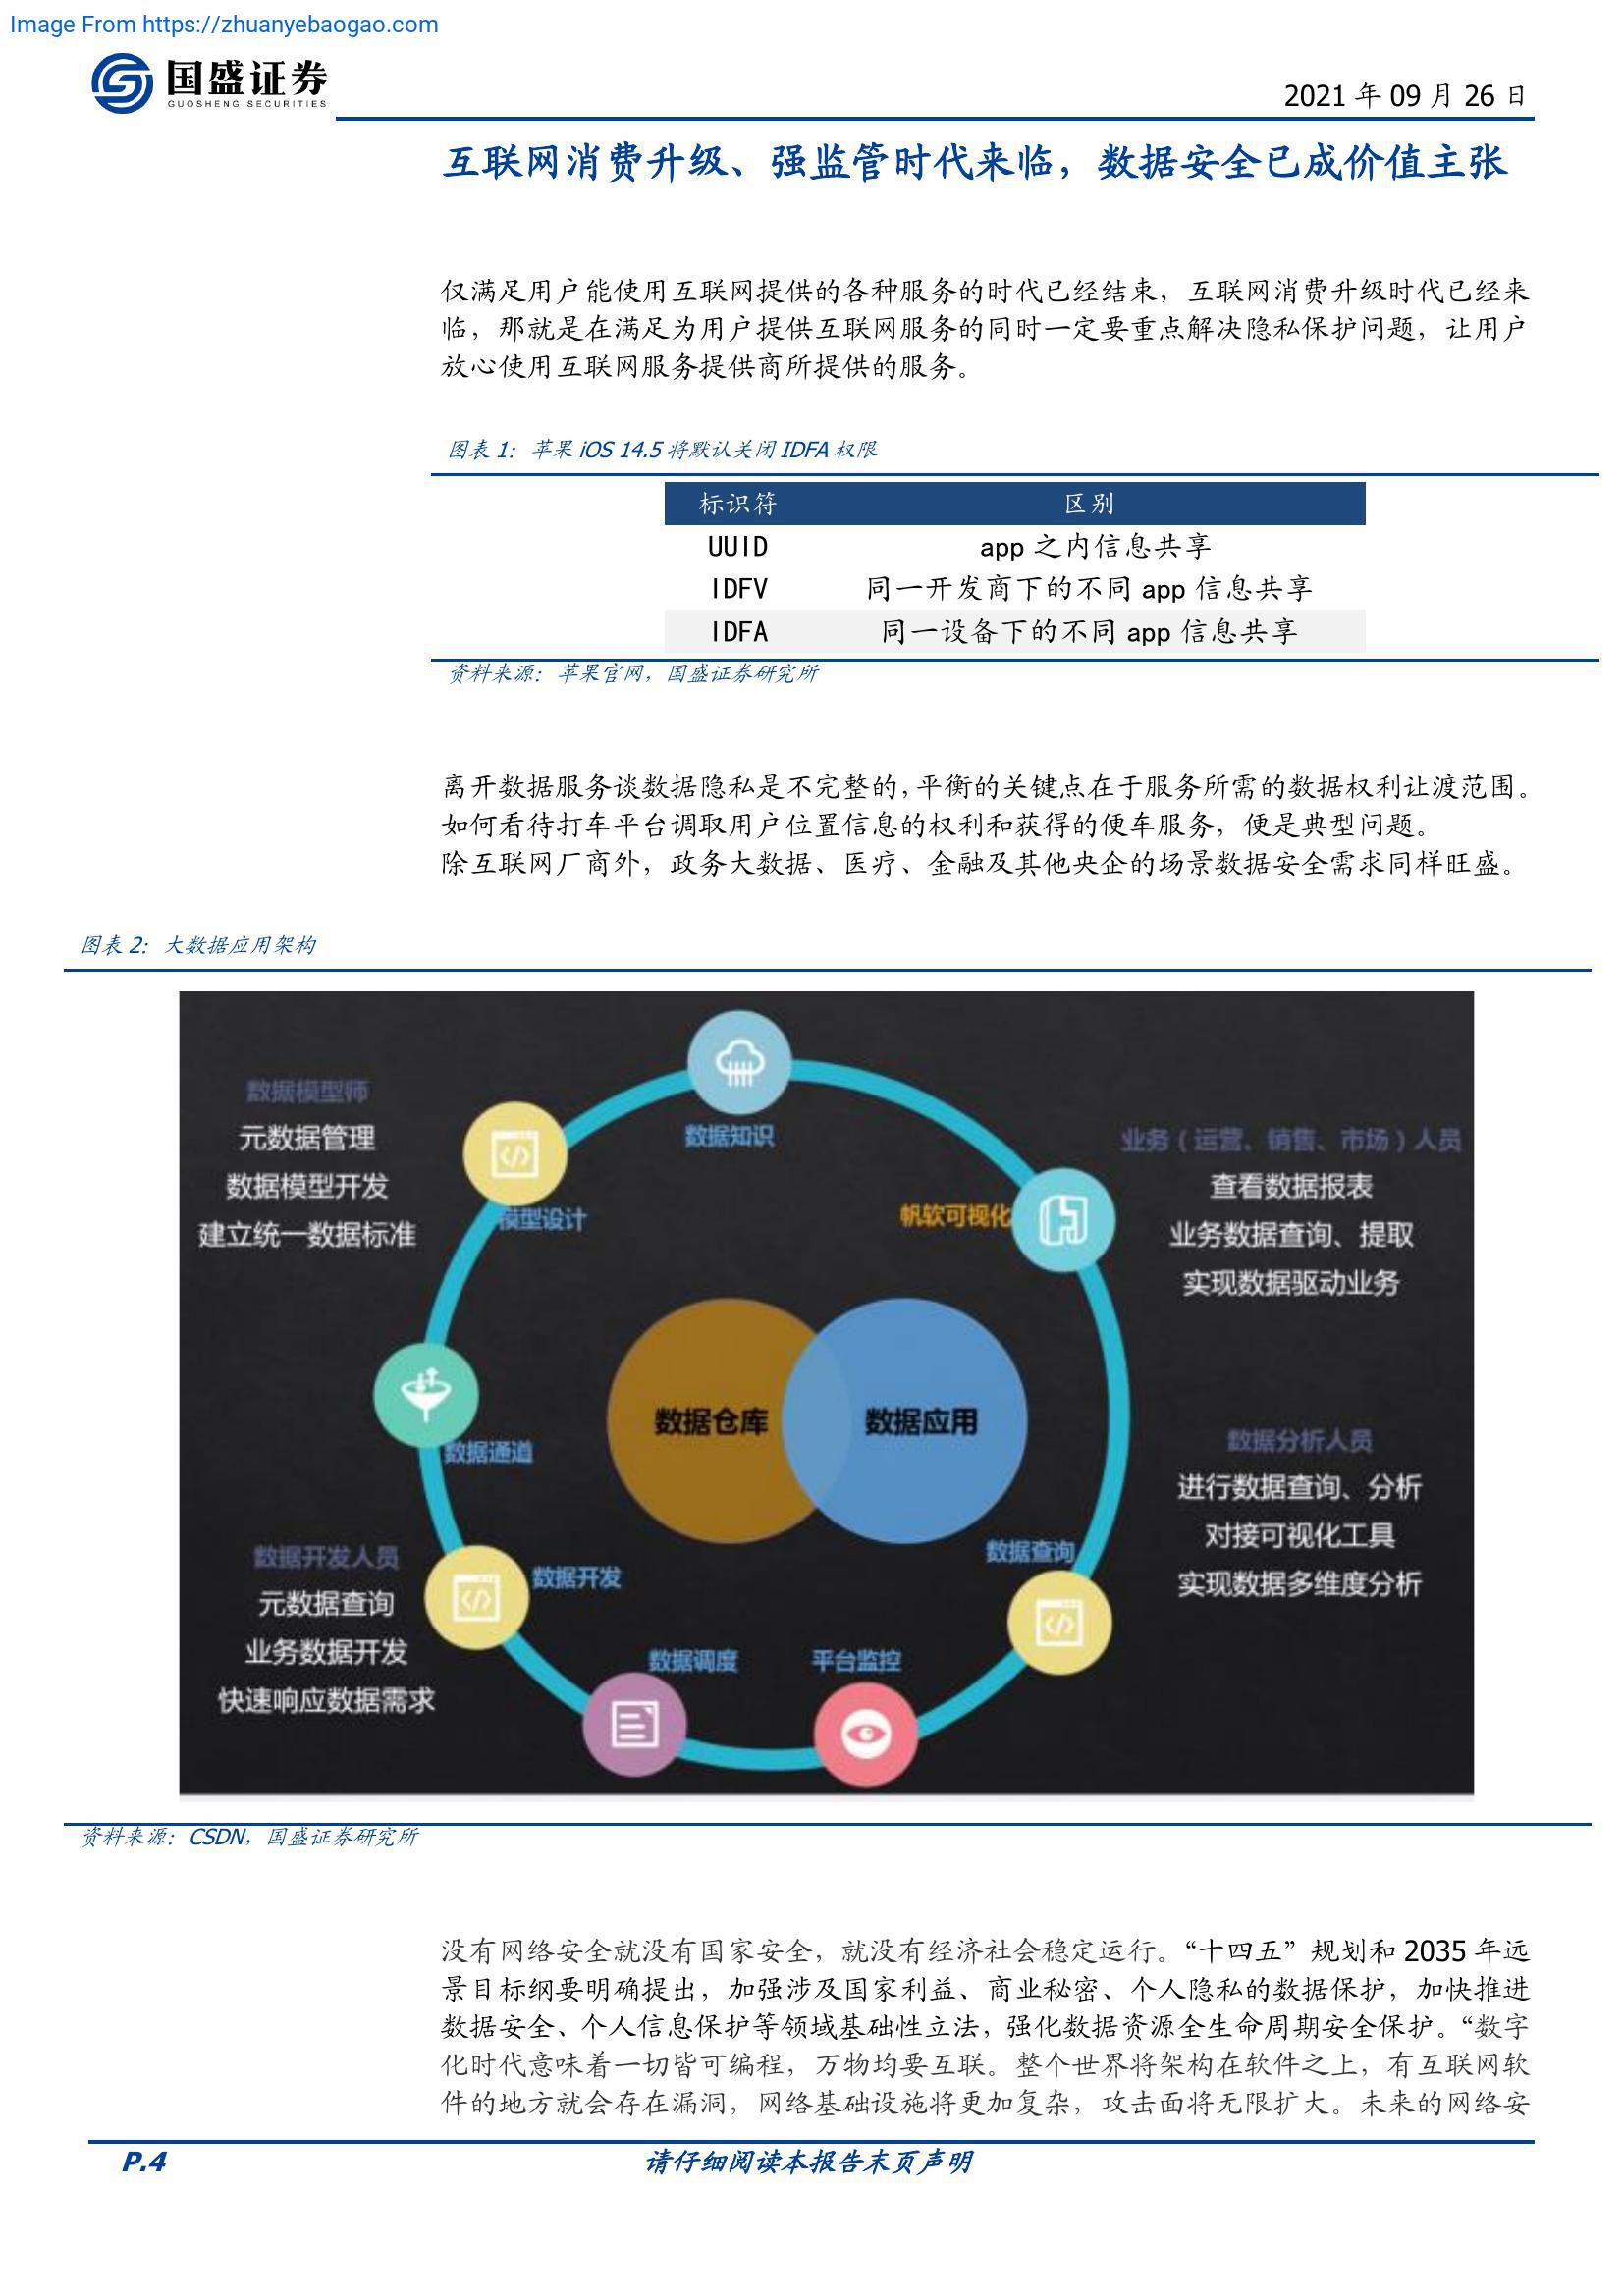 Image From https://zhuanyebaogao.com
国盛证券
GUOSHENG SECURITIES
2021 年 09 月 26 日
互联网消费升级、强监管时代来临，数据安全已成价值主张
仅满足用户能使用互联网提供的各种服务的时代已经结束，互联网消费升级时代已经来
临，那就是在满足为用户提供互联网服务的同时一定要重点解决隐私保护问题，让用户
放心使用互联网服务提供商所提供的服务。
图表 1：苹果 iOS 14.5 将默认关闭 IDFA 权限
标识符 区别
UUID app 之内信息共享
IDFV 同一开发商下的不同 app 信息共享
IDFA 同一设备下的不同 app 信息共享
资料来源：苹果官网，国盛证券研究所
离开数据服务谈数据隐私是不完整的，平衡的关键点在于服务所需的数据权利让渡范围。
如何看待打车平台调取用户位置信息的权利和获得的便车服务，便是典型问题。
除互联网厂商外，政务大数据、医疗、金融及其他央企的场景数据安全需求同样旺盛。
图表 2：大数据应用架构
数据模型师
元数据管理
数据模型开发
建立统一数据标准
数据知识
模型设计
帆软可视化
业务（运营、销售、市场）人员
查看数据报表
业务数据查询、提取
实现数据驱动业务
数据仓库
数据应用
数据通道
数据分析人员
进行数据查询、分析
对接可视化工具
实现数据多维度分析
数据开发人员
元数据查询
业务数据开发
快速响应数据需求
数据开发
数据查询
数据调度
平台监控
资料来源：CSDN，国盛证券研究所
没有网络安全就没有国家安全，就没有经济社会稳定运行。“十四五”规划和 2035 年远
景目标纲要明确提出，加强涉及国家利益、商业秘密、个人隐私的数据保护，加快推进
数据安全、个人信息保护等领域基础性立法，强化数据资源全生命周期安全保护。“数字
化时代意味着一切皆可编程，万物均要互联。整个世界将架构在软件之上，有互联网软
件的地方就会存在漏洞，网络基础设施将更加复杂，攻击面将无限扩大。未来的网络安
P.4
请仔细阅读本报告末页声明